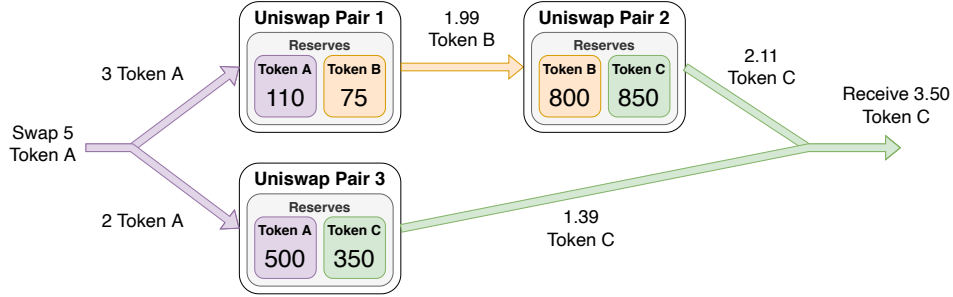 Swap 5
Token A
3 Token A
2 Token A
Uniswap Pair 1
Reserves
Token A
Token B
110
75
1.99
Token B
Uniswap Pair 2
Reserves
Token B
Token C
800
850
2.11
Token C
Uniswap Pair 3
Reserves
Token A
Token C
500
350
1.39
Token C
Receive 3.50
Token C